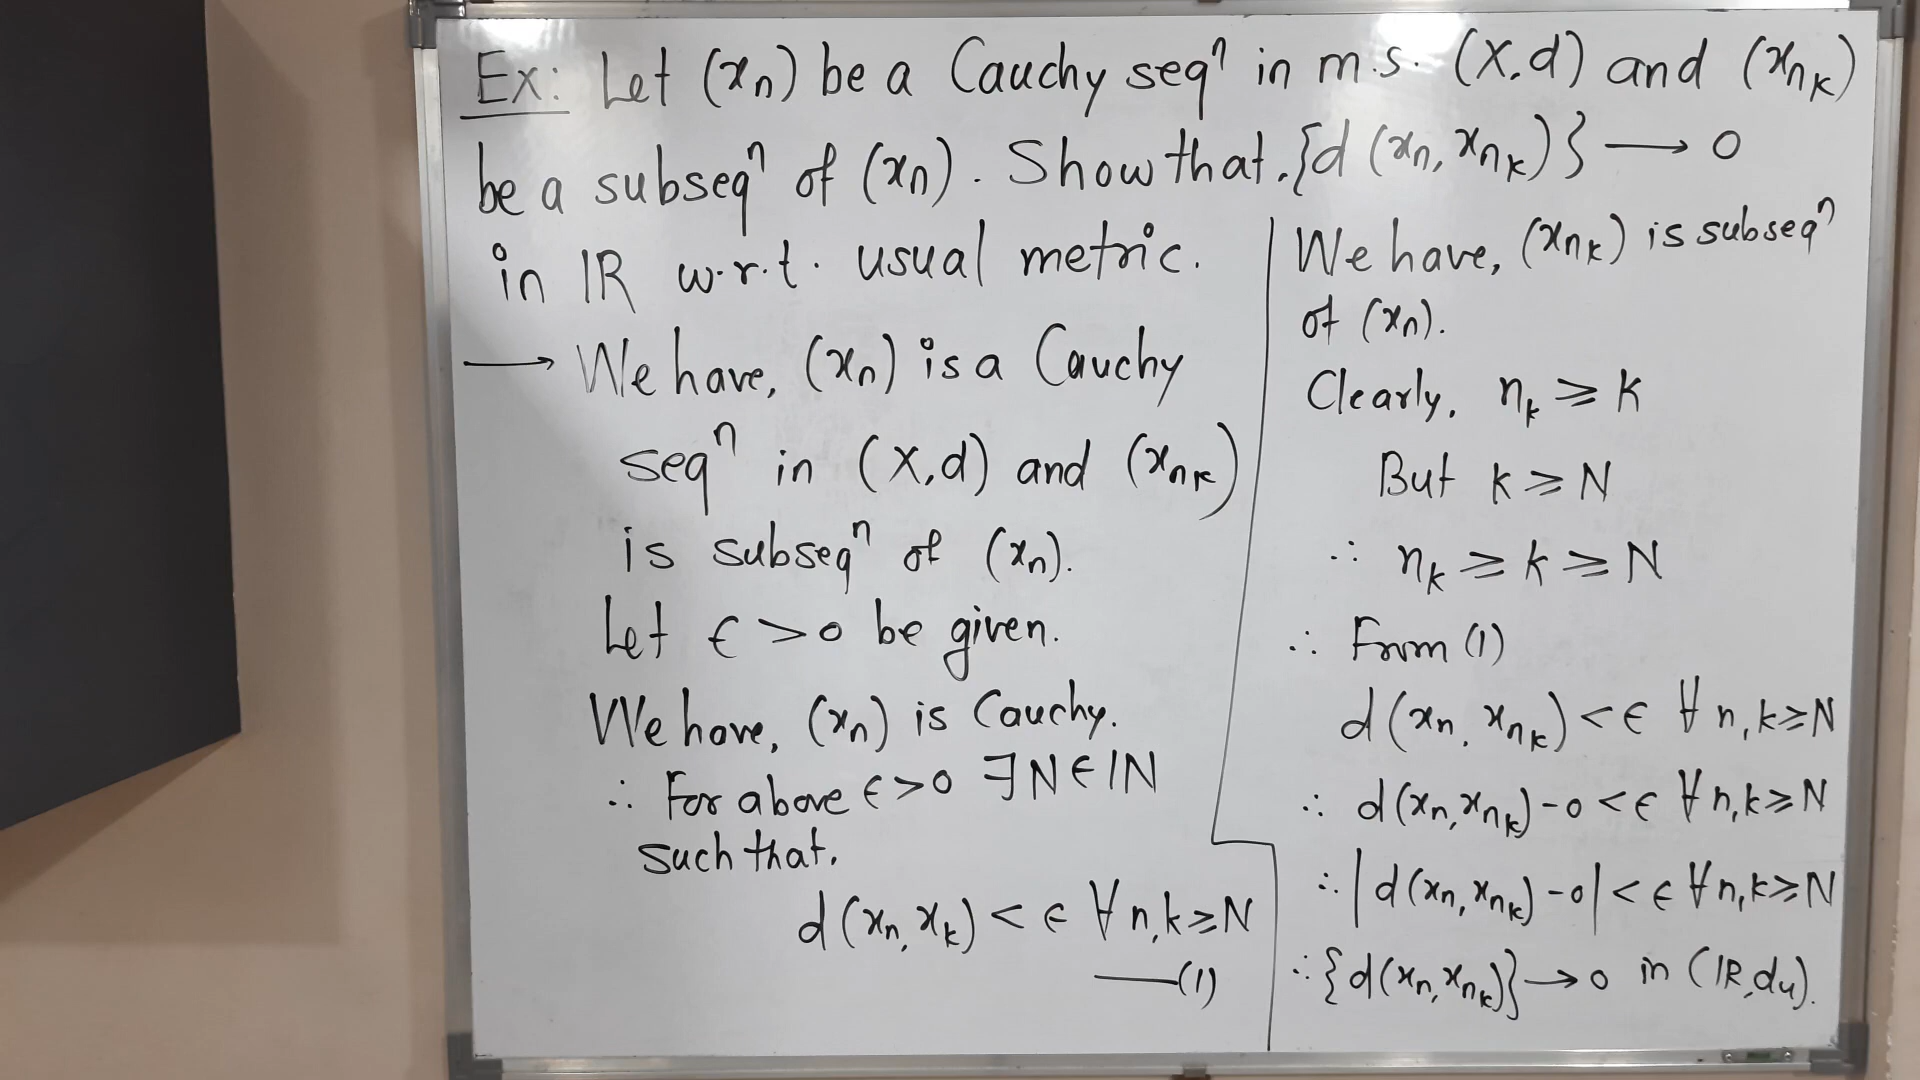 Ex: Let (xₙ) be a Cauchy seqⁿ in m.s. (X,d) and (xₙₖ)
be a subseqⁿ of (xₙ). Show that, {d(xₙ, xₙₖ)} → 0
in ℝ w.r.t. usual metric.
→ We have, (xₙ) is a Cauchy
seqⁿ in (X,d) and (xₙₖ)
is subseqⁿ of (xₙ).
Let ϵ > 0 be given.
We have, (xₙ) is Cauchy.
∴ For above ϵ > 0 ∃ N ∈ ℕ
such that,
d(xₙ, xₖ) < ϵ ∀ n, k ≥ N
—(1)
We have, (xₙₖ) is subseqⁿ
of (xₙ).
Clearly, nₖ ≥ k
But k ≥ N
∴ nₖ ≥ k ≥ N
∴ From (1)
d(xₙ, xₙₖ) < ϵ ∀ n, k ≥ N
∴ d(xₙ, xₙₖ) - 0 < ϵ ∀ n, k ≥ N
∴ |d(xₙ, xₙₖ) - 0| < ϵ ∀ n, k ≥ N
∴ {d(xₙ, xₙₖ)} → 0 in (ℝ, dᵤ).